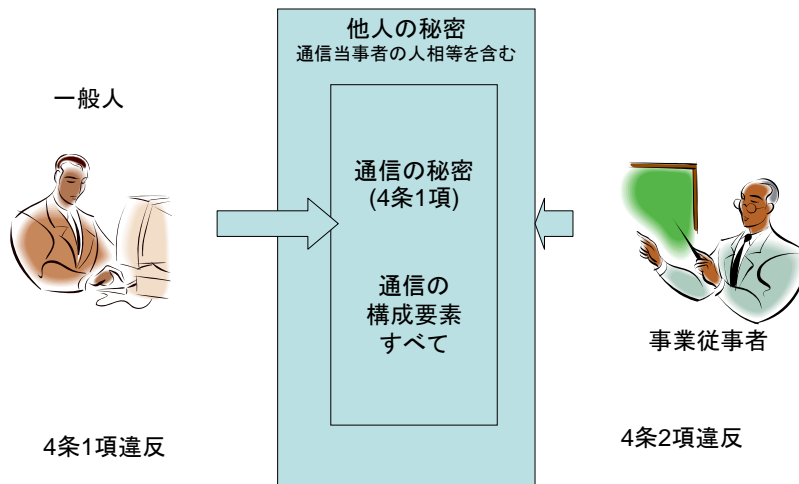 他人の秘密
通信当事者の人相等を含む
一般人
通信の秘密
(4条1項)
通信の
構成要素
すべて
事業従事者
4条1項違反
4条2項違反